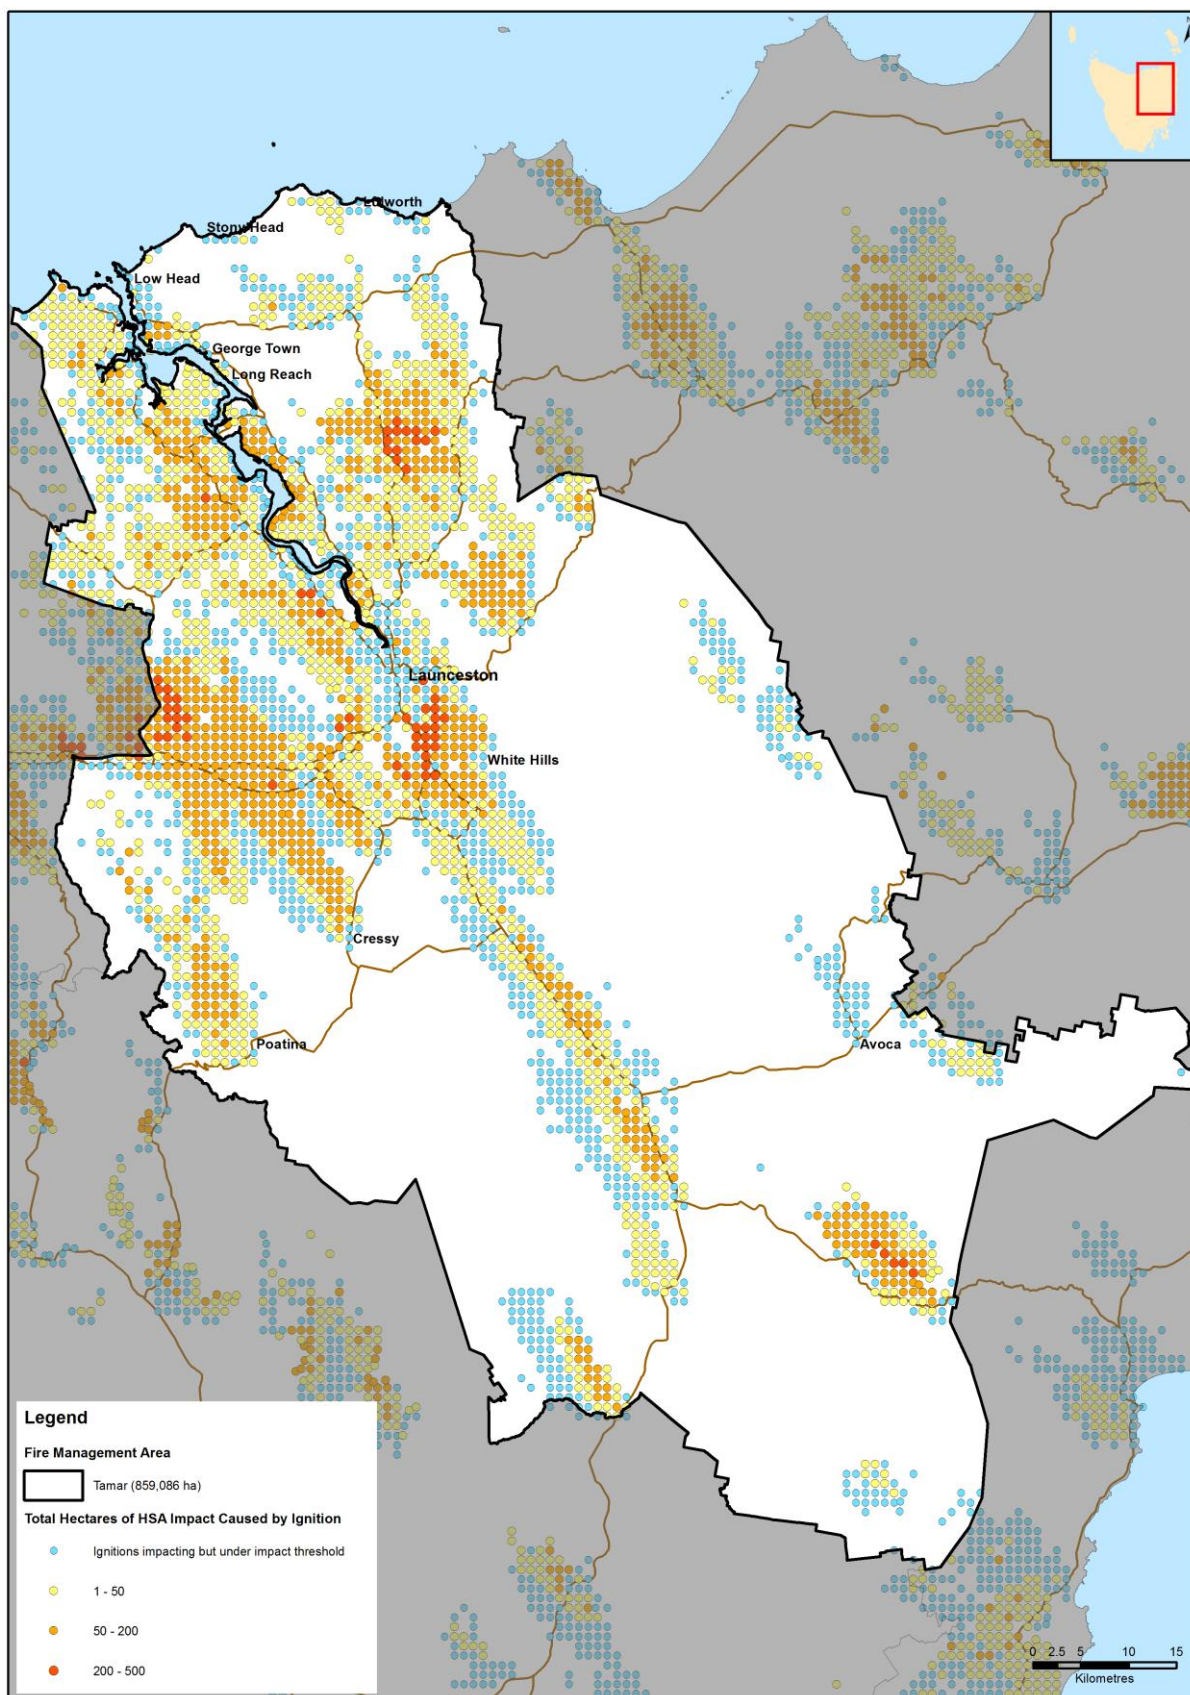 N
Lulworth
Stony Head
Low Head
George Town
Long Reach
Launceston
White Hills
Cressy
Poatina
Avoca
Legend
Fire Management Area
Tamar (859,086 ha)
Total Hectares of HSA Impact Caused by Ignition
Ignitions impacting but under impact threshold
1 - 50
50 - 200
200 - 500
0 2.5 5 10 15
Kilometres